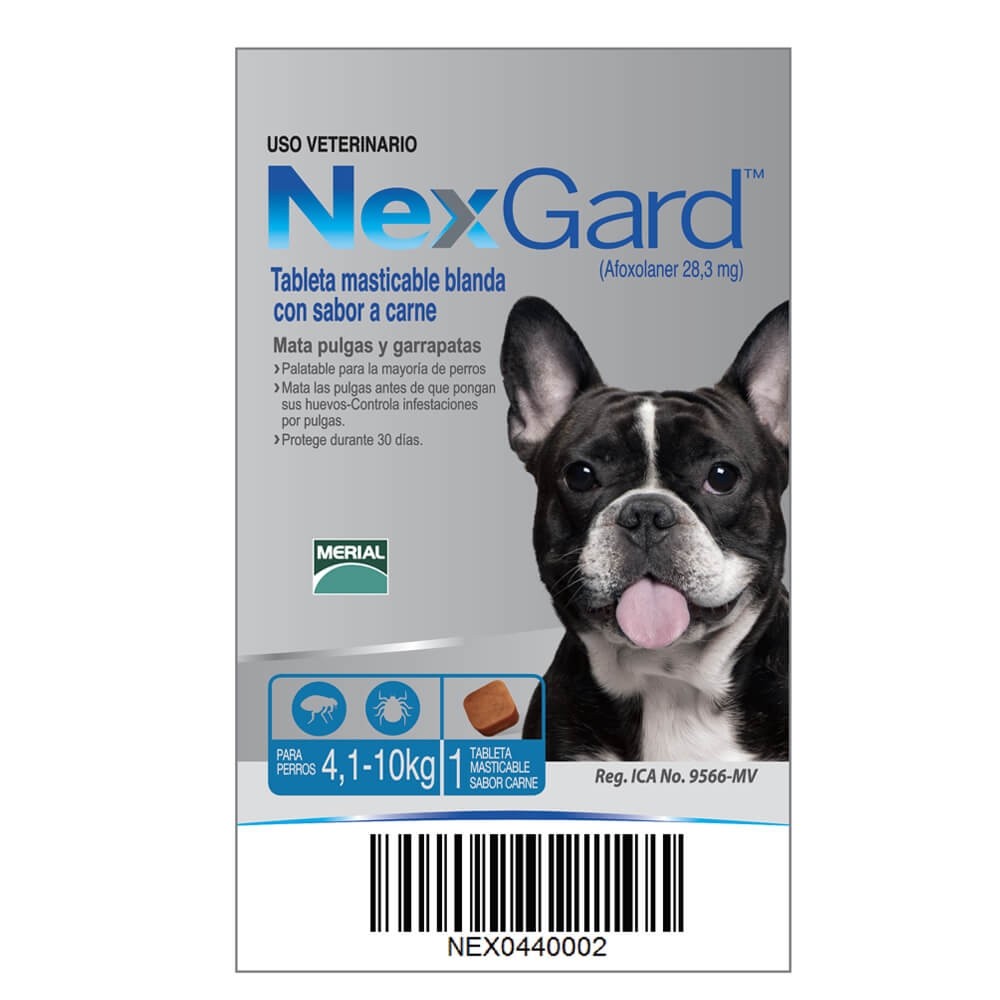 USO VETERINARIO
NexGard™
(Afoxolaner 28,3 mg)
Tableta masticable blanda
con sabor a carne
Mata pulgas y garrapatas
›Palatable para la mayoría de perros
›Mata las pulgas antes de que pongan
sus huevos-Controla infestaciones
por pulgas.
›Protege durante 30 días.
MERIAL
PARA
PERROS 4,1-10kg
1 TABLETA
MASTICABLE
SABOR CARNE
Reg. ICA No. 9566-MV
NEX0440002